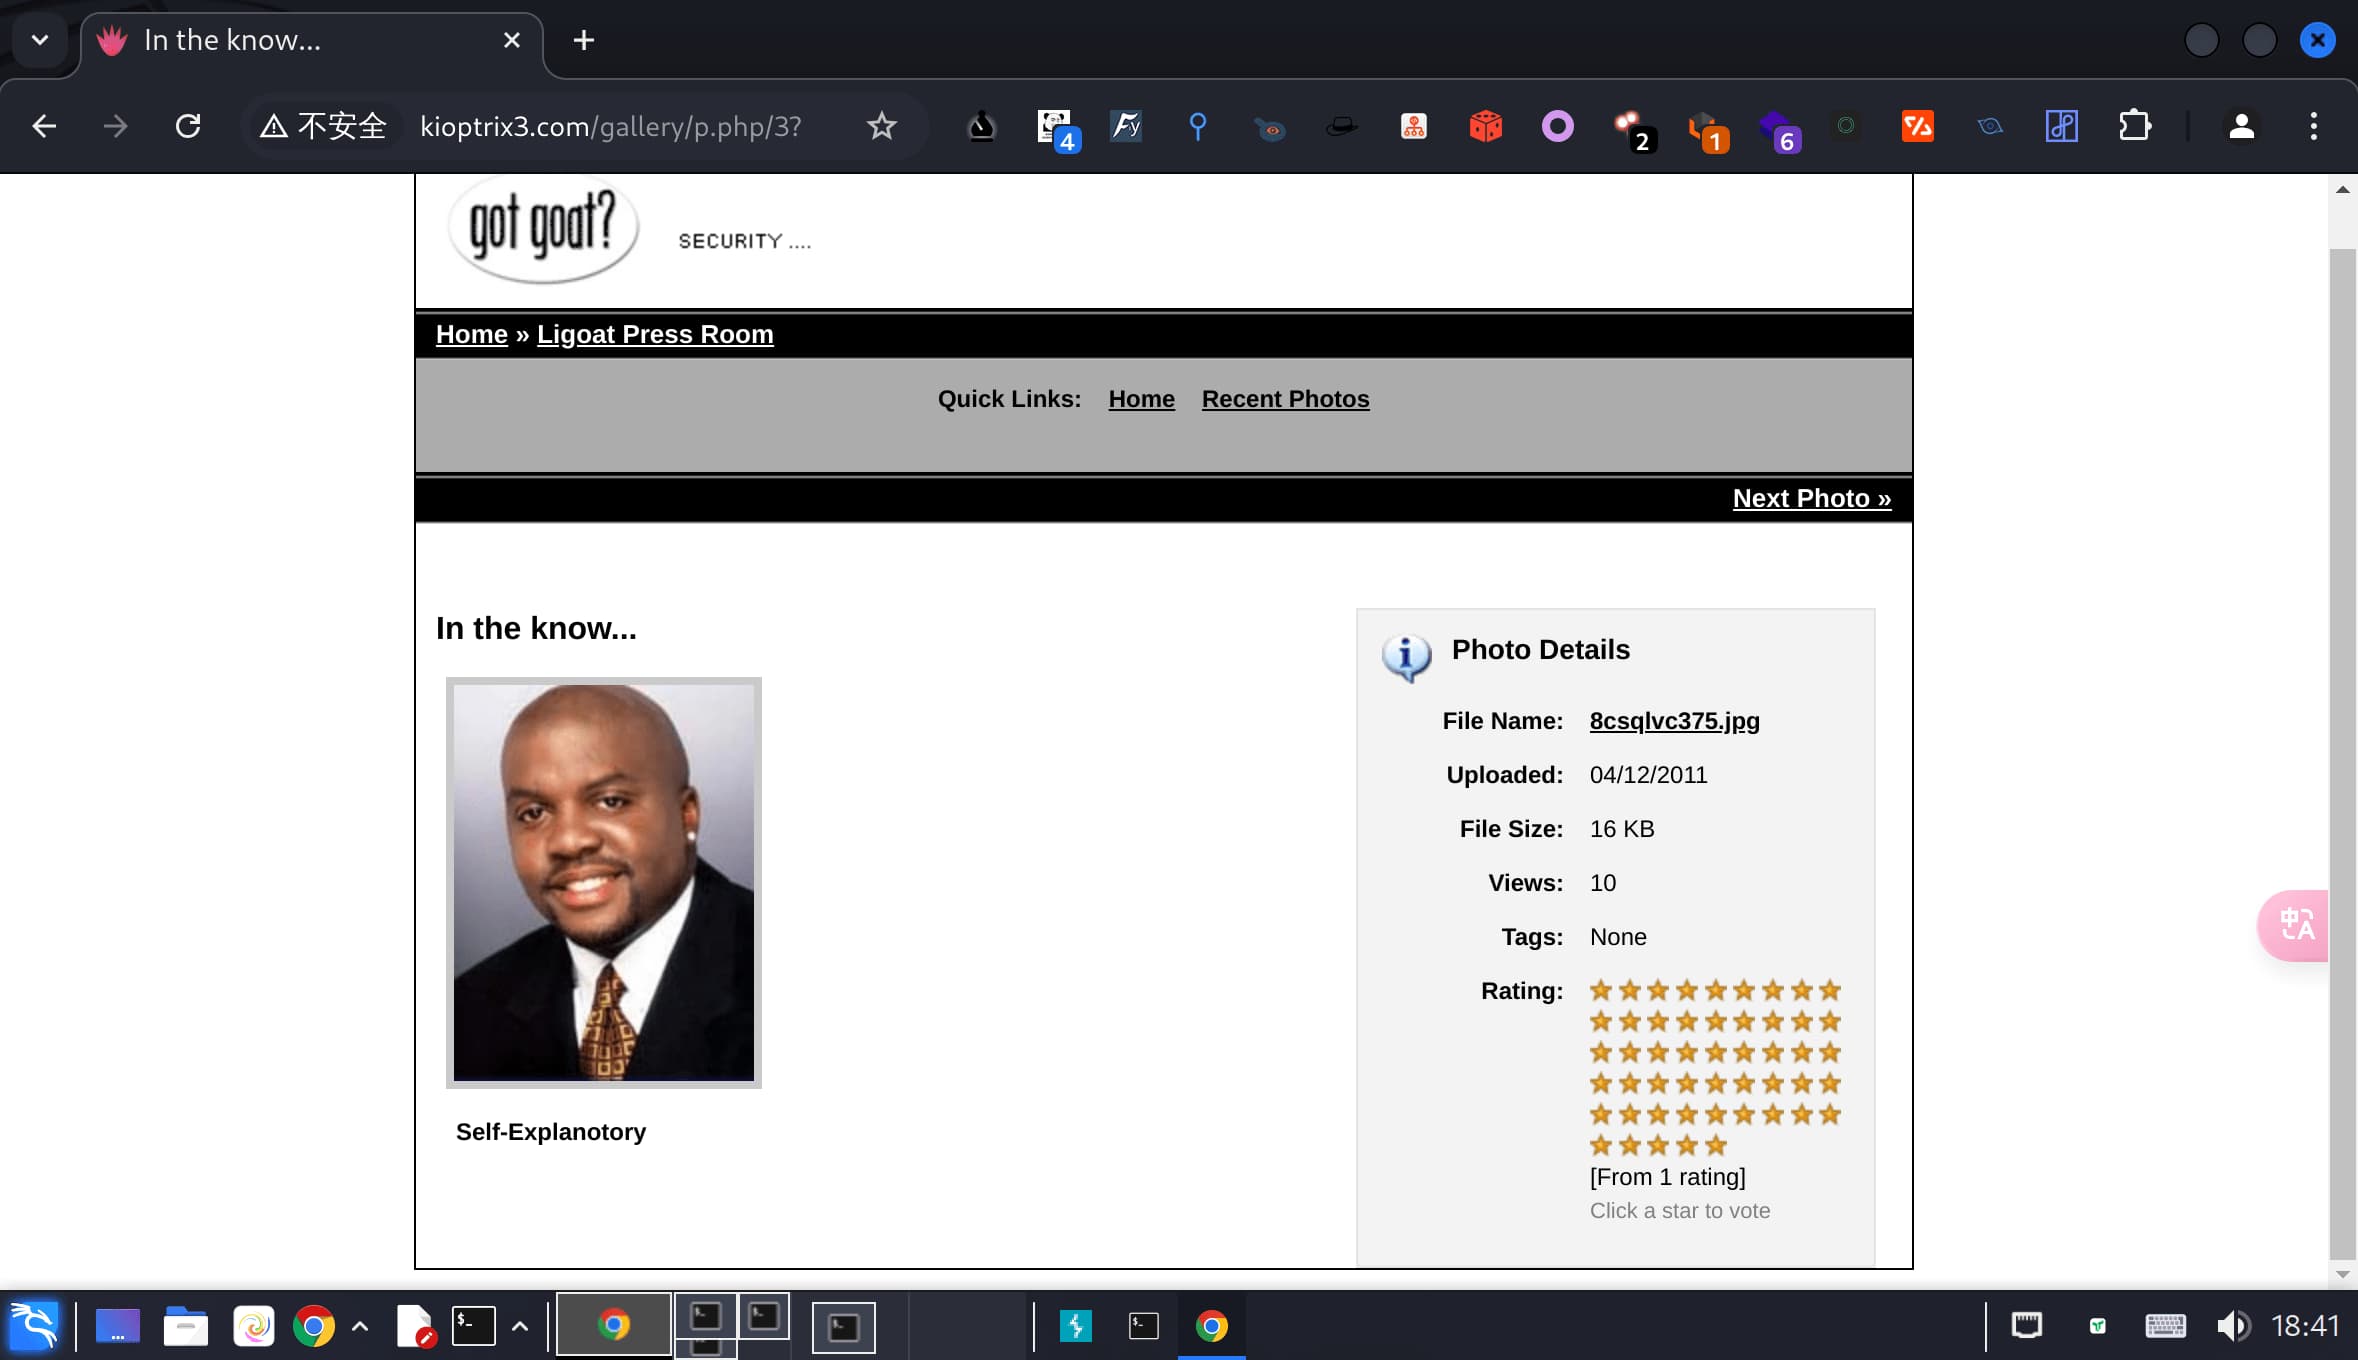 In the know...
不安全
kioptrix3.com/gallery/p.php/3?
4
Fy
2
1
6
got goat?
SECURITY ....
Home » Ligoat Press Room
Quick Links: Home Recent Photos
Next Photo »
In the know...
Self-Explanotory
Photo Details
File Name: 8csqlvc375.jpg
Uploaded: 04/12/2011
File Size: 16 KB
Views: 10
Tags: None
Rating:
[From 1 rating]
Click a star to vote
中A
18:41